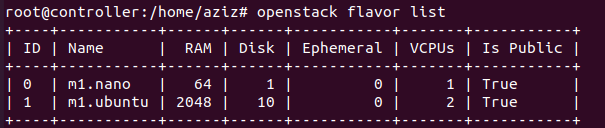 root@controller:/home/aziz# openstack flavor list
+----+-----------+------+------+-----------+-------+-----------+
| ID | Name      |  RAM | Disk | Ephemeral | VCPUs | Is Public |
+----+-----------+------+------+-----------+-------+-----------+
| 0  | m1.nano   |   64 |    1 |         0 |     1 | True      |
| 1  | m1.ubuntu | 2048 |   10 |         0 |     2 | True      |
+----+-----------+------+------+-----------+-------+-----------+